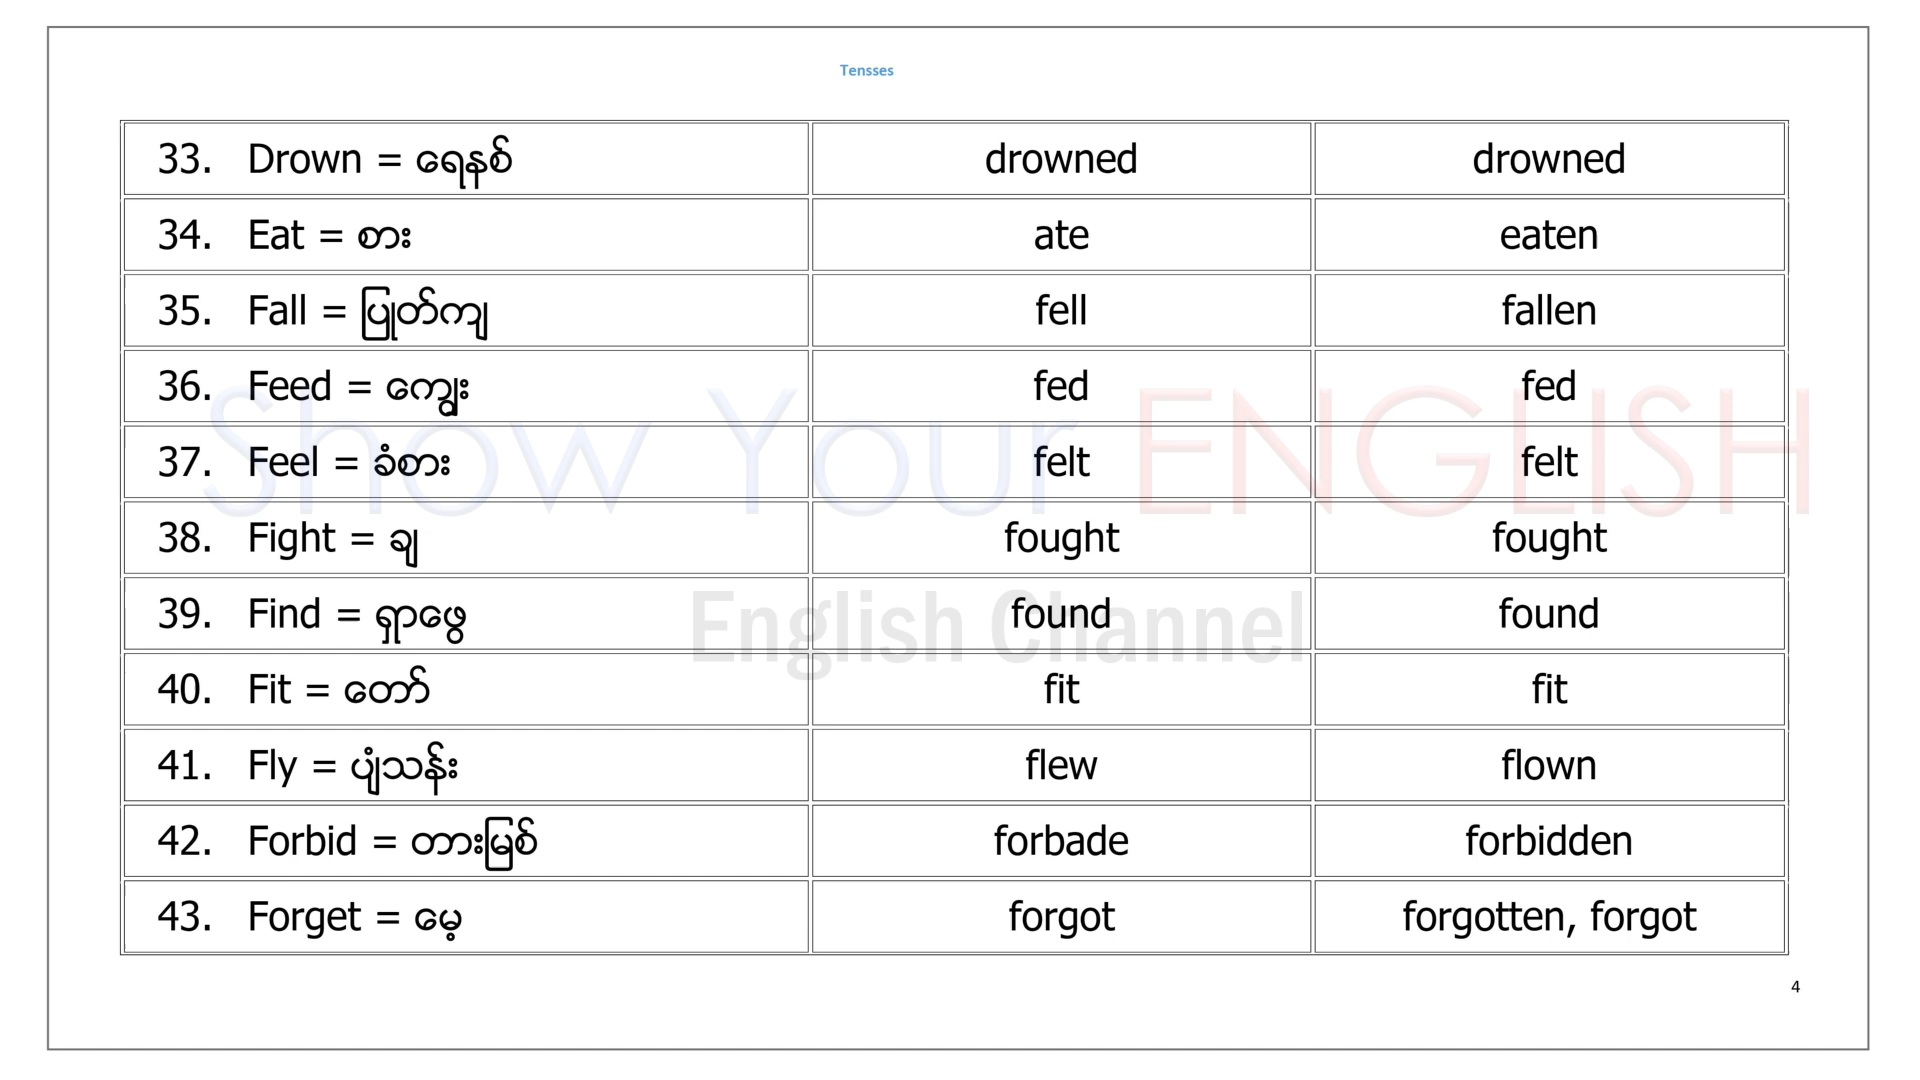 Tensses
33. Drown = ရေနစ် drowned drowned
34. Eat = စား ate eaten
35. Fall = ပြုတ်ကျ fell fallen
36. Feed = ကျွေး fed fed
37. Feel = ခံစား felt felt
38. Fight = ချ fought fought
39. Find = ရှာဖွေ found found
40. Fit = တော် fit fit
41. Fly = ပျံသန်း flew flown
42. Forbid = တားမြစ် forbade forbidden
43. Forget = မေ့ forgot forgotten, forgot
Show Your ENGLISH
English Channel
4